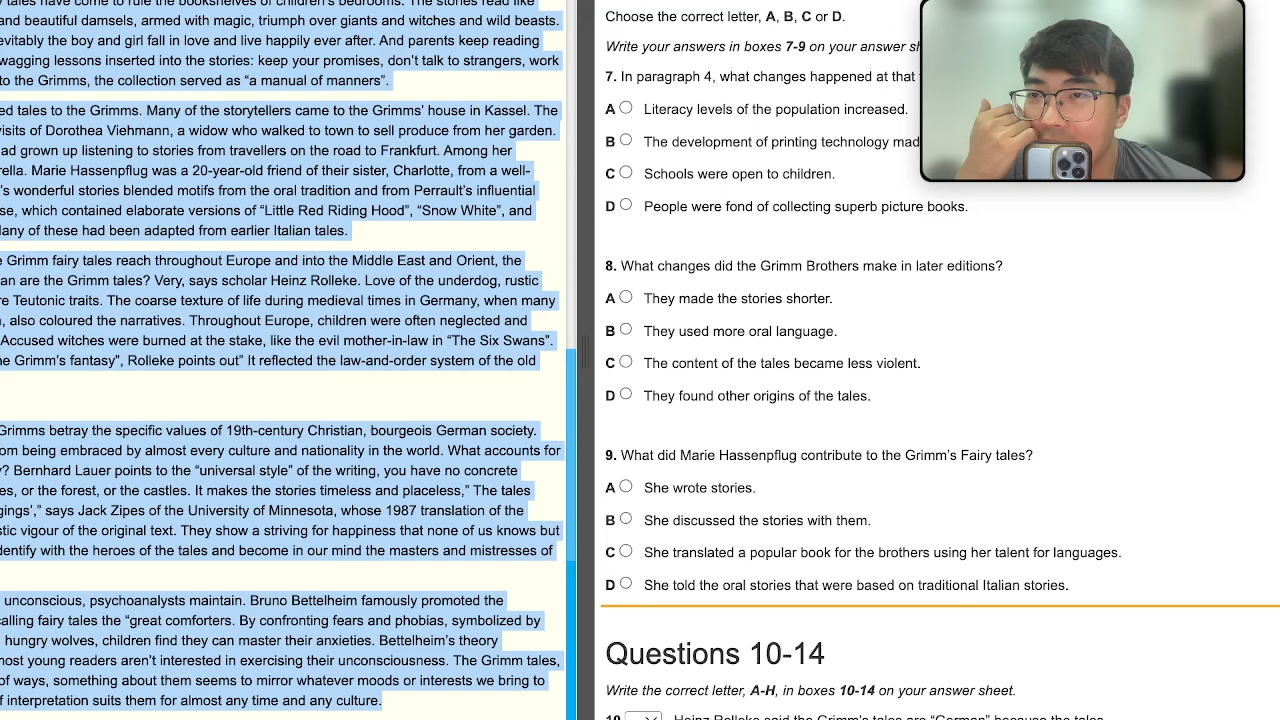 tales have come to rule the bookshelves of children's bedrooms. The stories read like
and beautiful damsels, armed with magic, triumph over giants and witches and wild beasts.
evitably the boy and girl fall in love and live happily ever after. And parents keep reading
wagging lessons inserted into the stories: keep your promises, don't talk to strangers, work
to the Grimms, the collection served as “a manual of manners”.
ed tales to the Grimms. Many of the storytellers came to the Grimms' house in Kassel. The
visits of Dorothea Viehmann, a widow who walked to town to sell produce from her garden.
ad grown up listening to stories from travellers on the road to Frankfurt. Among her
rella. Marie Hassenpflug was a 20-year-old friend of their sister, Charlotte, from a well-
's wonderful stories blended motifs from the oral tradition and from Perrault's influential
se, which contained elaborate versions of “Little Red Riding Hood”, “Snow White”, and
Many of these had been adapted from earlier Italian tales.
e Grimm fairy tales reach throughout Europe and into the Middle East and Orient, the
an are the Grimm tales? Very, says scholar Heinz Rolleke. Love of the underdog, rustic
re Teutonic traits. The coarse texture of life during medieval times in Germany, when many
, also coloured the narratives. Throughout Europe, children were often neglected and
Accused witches were burned at the stake, like the evil mother-in-law in “The Six Swans”.
he Grimm's fantasy”, Rolleke points out” It reflected the law-and-order system of the old
Grimms betray the specific values of 19th-century Christian, bourgeois German society.
om being embraced by almost every culture and nationality in the world. What accounts for
y? Bernhard Lauer points to the “universal style” of the writing, you have no concrete
es, or the forest, or the castles. It makes the stories timeless and placeless,” The tales
gings',” says Jack Zipes of the University of Minnesota, whose 1987 translation of the
stic vigour of the original text. They show a striving for happiness that none of us knows but
dentify with the heroes of the tales and become in our mind the masters and mistresses of
unconscious, psychoanalysts maintain. Bruno Bettelheim famously promoted the
calling fairy tales the “great comforters. By confronting fears and phobias, symbolized by
hungry wolves, children find they can master their anxieties. Bettelheim's theory
most young readers aren't interested in exercising their unconsciousness. The Grimm tales,
of ways, something about them seems to mirror whatever moods or interests we bring to
f interpretation suits them for almost any time and any culture.
Choose the correct letter, A, B, C or D.
Write your answers in boxes 7-9 on your answer sh
7. In paragraph 4, what changes happened at that
A Literacy levels of the population increased.
B The development of printing technology mad
C Schools were open to children.
D People were fond of collecting superb picture books.
8. What changes did the Grimm Brothers make in later editions?
A They made the stories shorter.
B They used more oral language.
C The content of the tales became less violent.
D They found other origins of the tales.
9. What did Marie Hassenpflug contribute to the Grimm's Fairy tales?
A She wrote stories.
B She discussed the stories with them.
C She translated a popular book for the brothers using her talent for languages.
D She told the oral stories that were based on traditional Italian stories.
Questions 10-14
Write the correct letter, A-H, in boxes 10-14 on your answer sheet.
10 Heinz Rolleke said the Grimm's tales are “German” because the tales